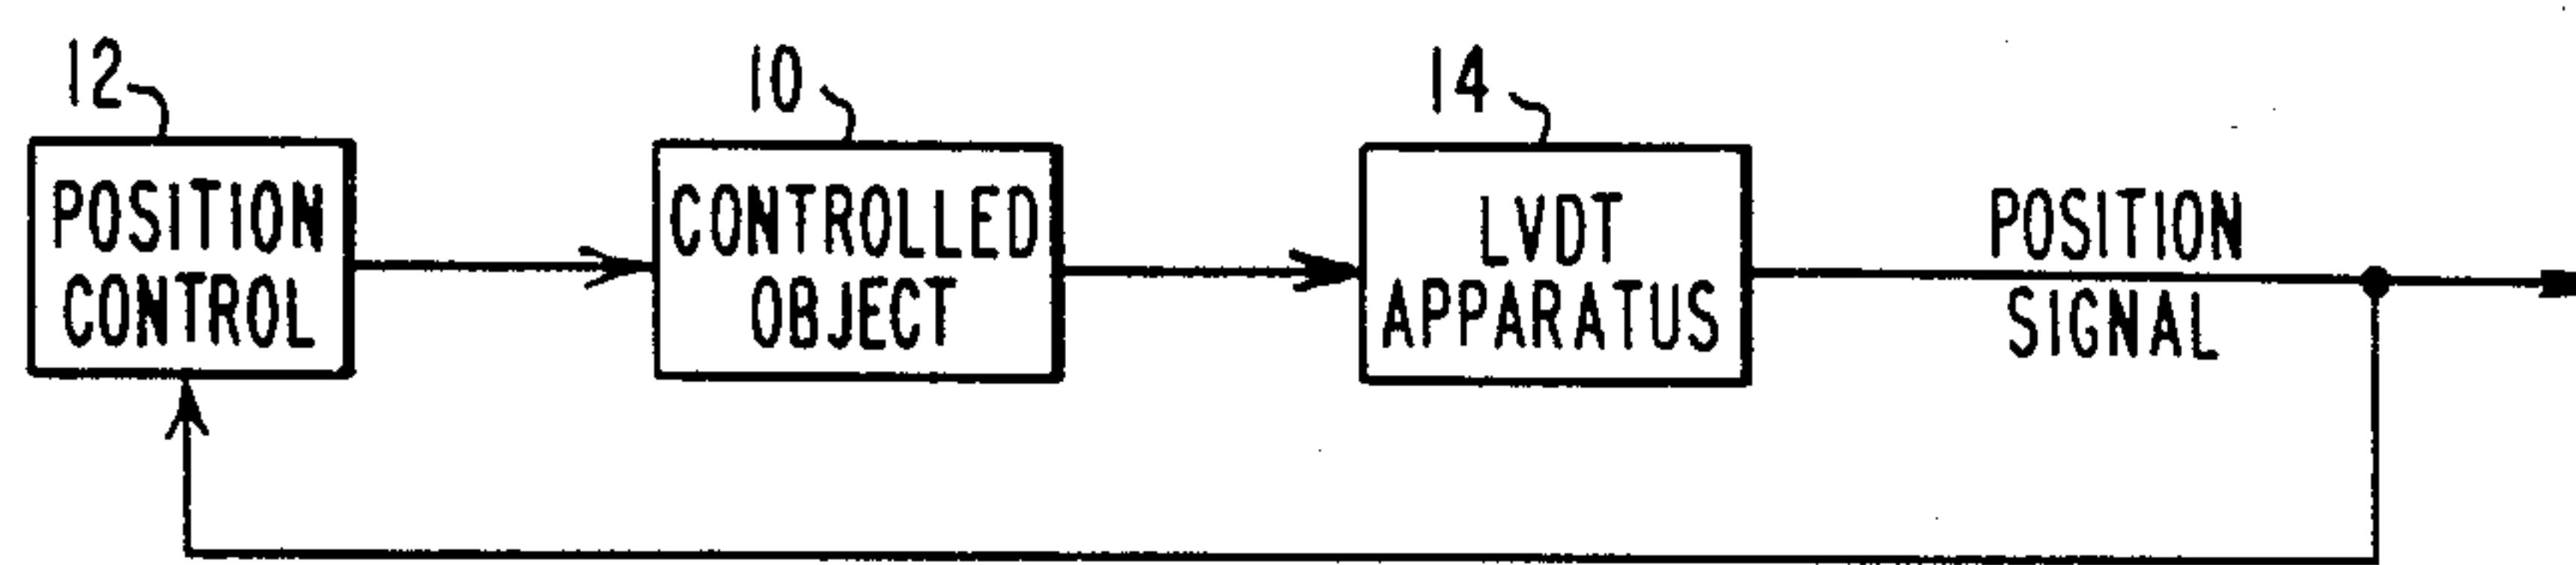 12
10
14
POSITION
CONTROL
CONTROLLED
OBJECT
LVDT
APPARATUS
POSITION
SIGNAL